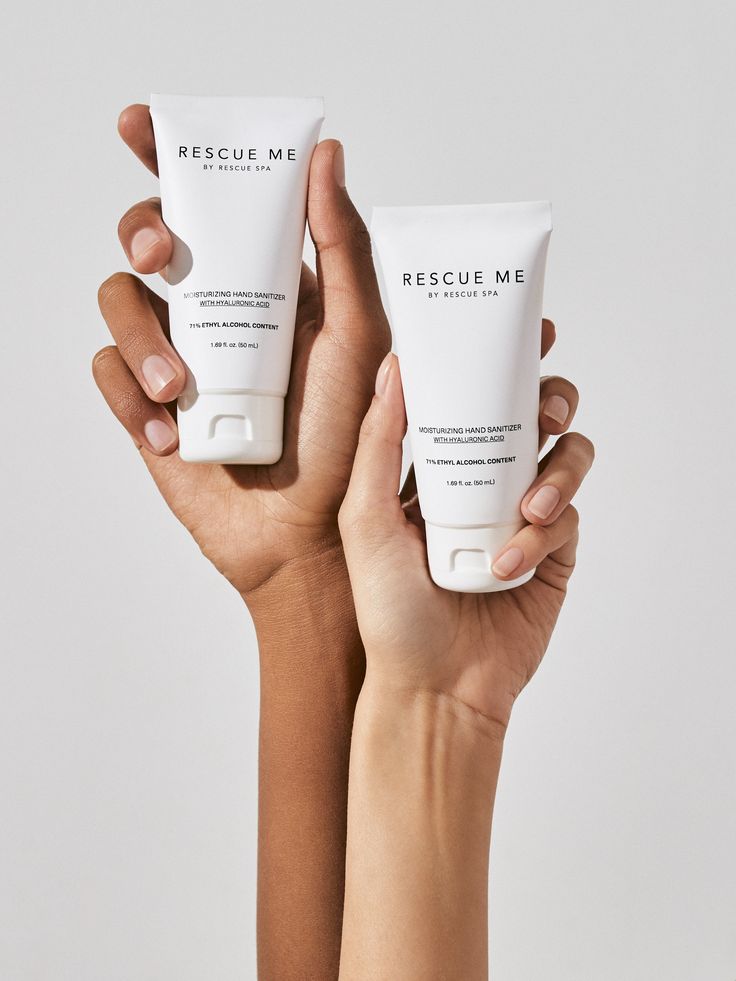 RESCUE ME
BY RESCUE SPA
MOISTURIZING HAND SANITIZER
WITH HYALURONIC ACID
71% ETHYL ALCOHOL CONTENT
1.69 fl. oz. (50 mL)
RESCUE ME
BY RESCUE SPA
MOISTURIZING HAND SANITIZER
WITH HYALURONIC ACID
71% ETHYL ALCOHOL CONTENT
1.69 fl. oz. (50 mL)